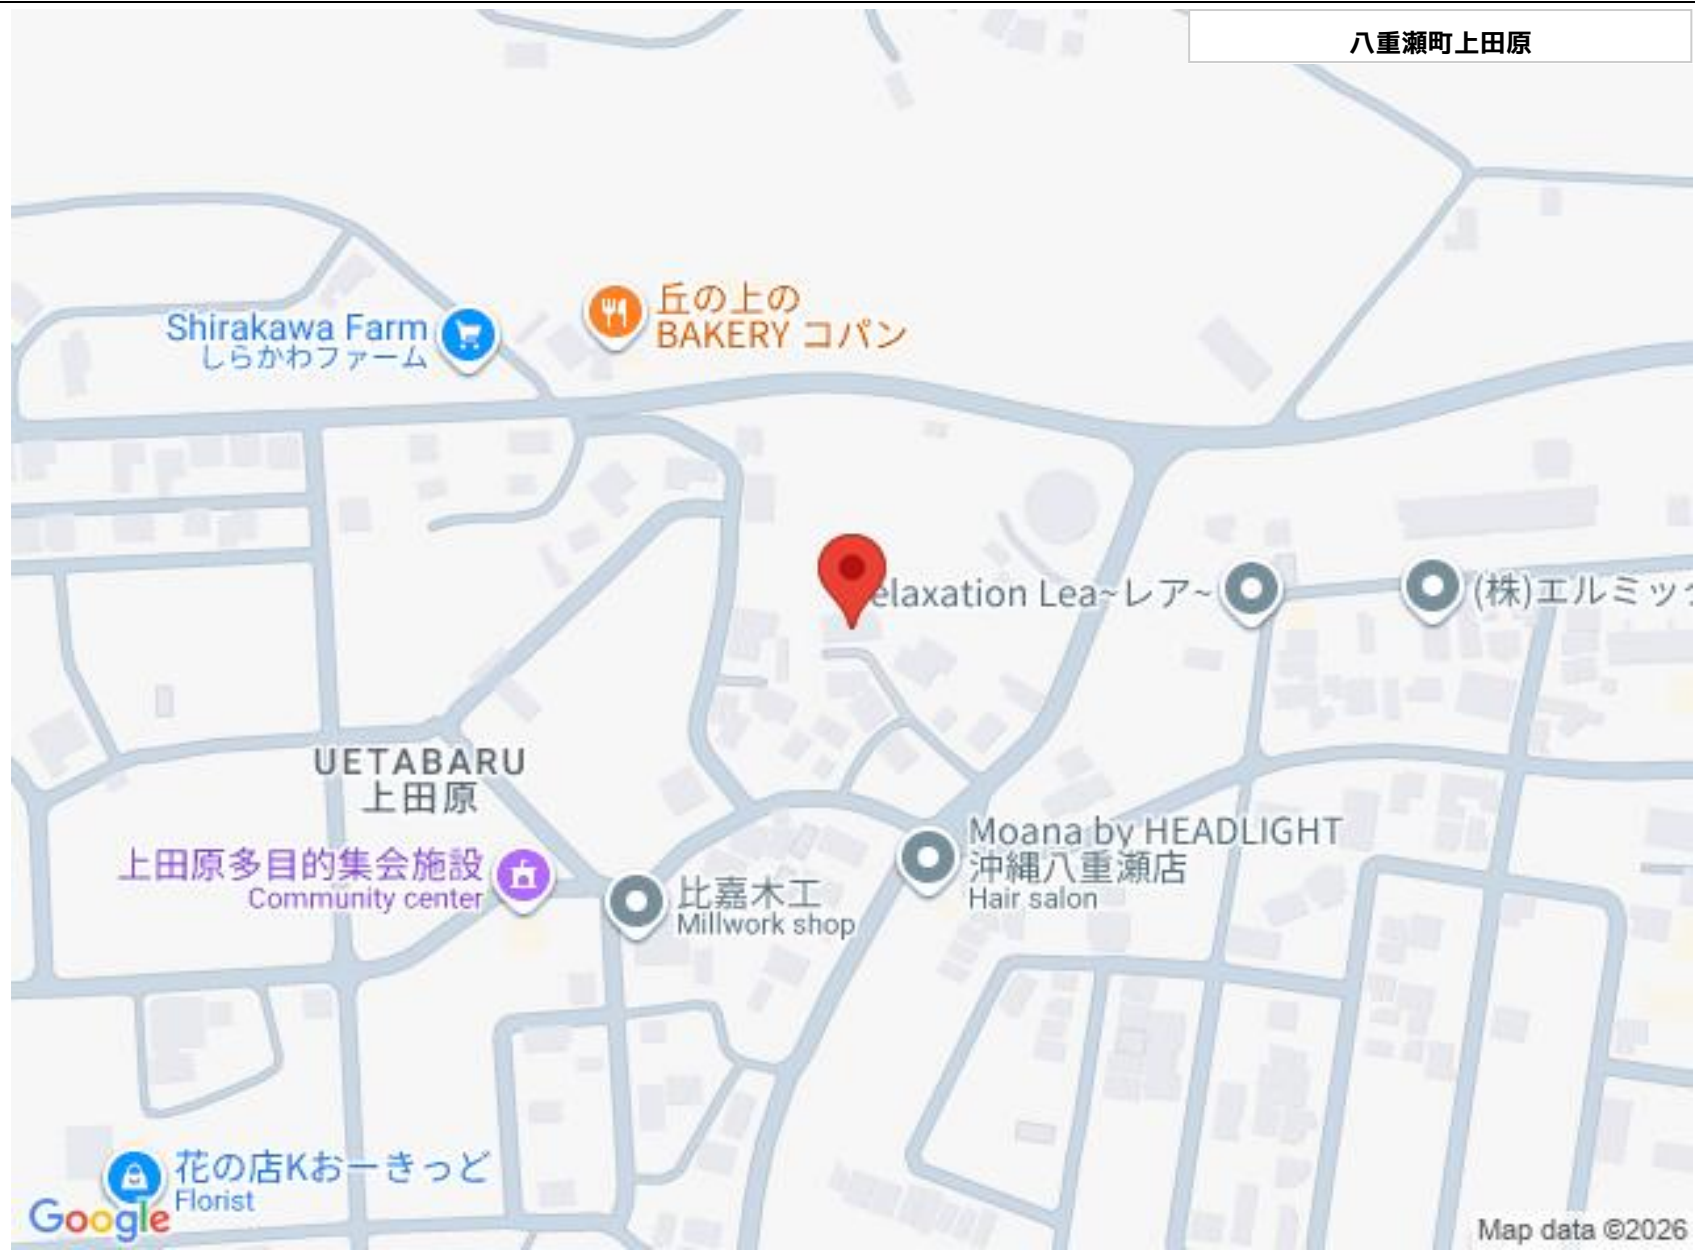 八重瀬町上田原
丘の上の
BAKERY コパン
Shirakawa Farm
しらかわファーム
elaxation Lea~レア~
(株)エルミック
UETABARU
上田原
Moana by HEADLIGHT
沖縄八重瀬店
Hair salon
上田原多目的集会施設
Community center
比嘉木工
Millwork shop
花の店Kおーきっど
Florist
Google
Map data ©2026